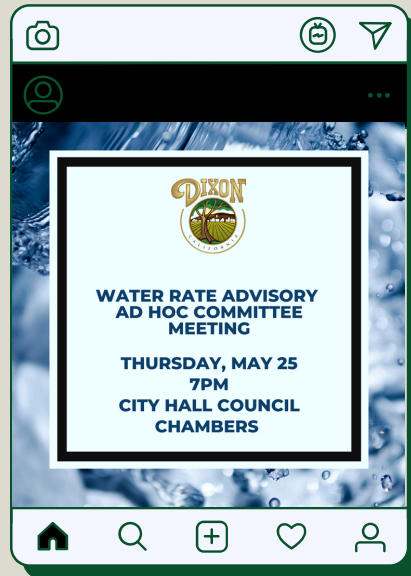 DIXON
CALIFORNIA
WATER RATE ADVISORY
AD HOC COMMITTEE
MEETING
THURSDAY, MAY 25
7PM
CITY HALL COUNCIL
CHAMBERS